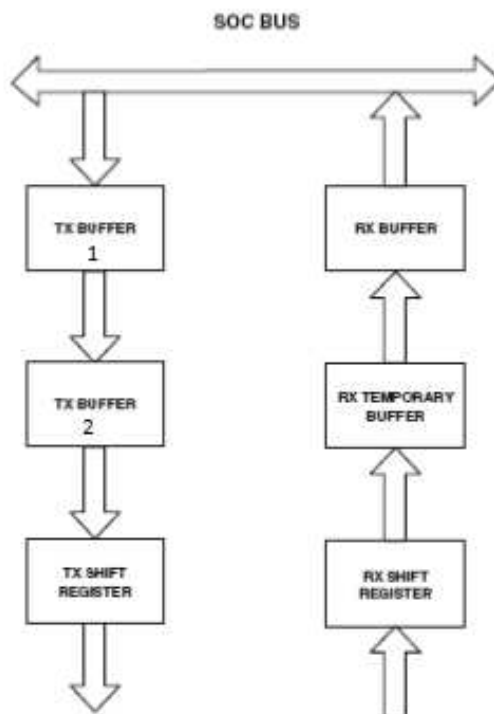 SOC BUS
TX BUFFER
1
RX BUFFER
TX BUFFER
2
RX TEMPORARY
BUFFER
TX SHIFT
REGISTER
RX SHIFT
REGISTER